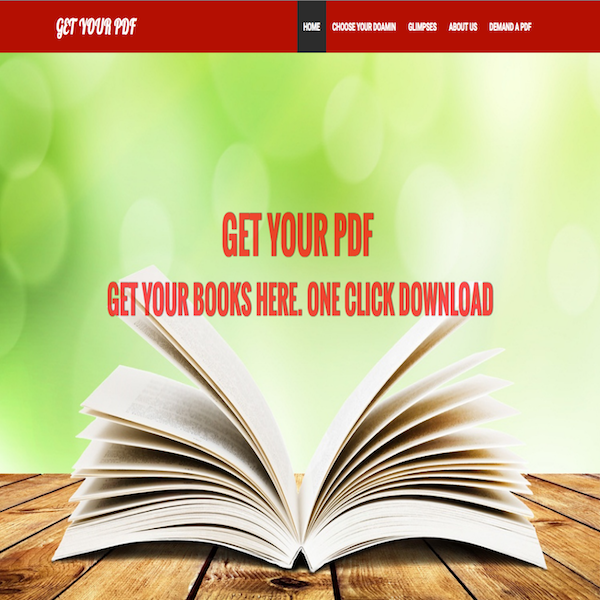 GET YOUR PDF
HOME CHOOSE YOUR DOAMIN GLIMPSES ABOUT US DEMAND A PDF
GET YOUR PDF
GET YOUR BOOKS HERE. ONE CLICK DOWNLOAD